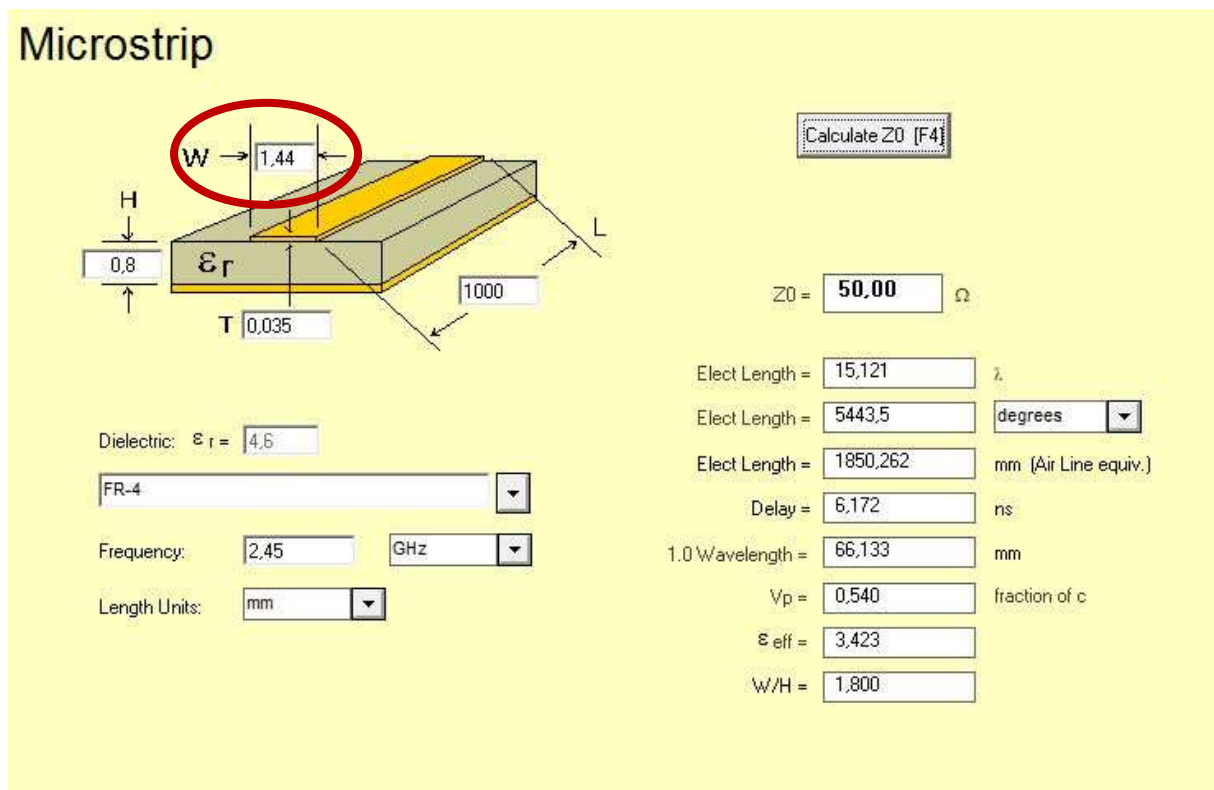 Microstrip
Calculate Z0 [F4]
W 1,44
H
0,8
εr
L
1000
T 0,035
Z0 = 50,00 Ω
Elect Length = 15,121 λ
Elect Length = 5443,5 degrees
Dielectric: εr = 4,6
Elect Length = 1850,262 mm (Air Line equiv.)
FR-4
Delay = 6,172 ns
Frequency: 2,45 GHz
1.0 Wavelength = 66,133 mm
Length Units: mm
Vp = 0,540 fraction of c
εeff = 3,423
W/H = 1,800